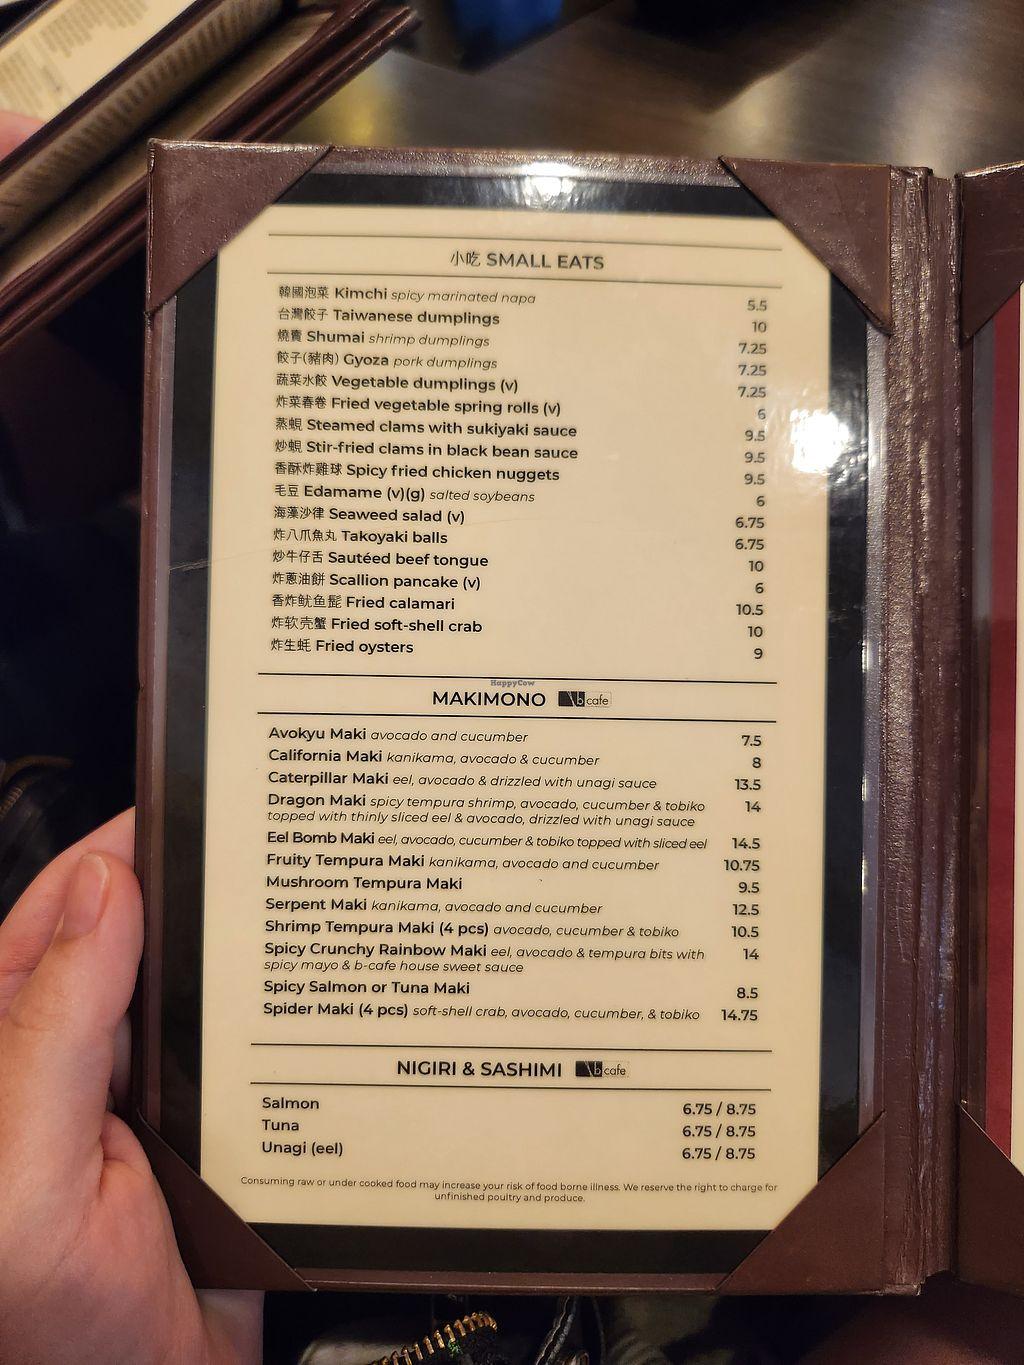 小吃 SMALL EATS
韓國泡菜 Kimchi spicy marinated napa 5.5
台灣餃子 Taiwanese dumplings 10
燒賣 Shumai shrimp dumplings 7.25
餃子(豬肉) Gyoza pork dumplings 7.25
蔬菜水餃 Vegetable dumplings (v) 7.25
炸菜春卷 Fried vegetable spring rolls (v) 6
蒸蜆 Steamed clams with sukiyaki sauce 9.5
炒蜆 Stir-fried clams in black bean sauce 9.5
香酥炸雞球 Spicy fried chicken nuggets 9.5
毛豆 Edamame (v)(g) salted soybeans 6
海藻沙律 Seaweed salad (v) 6.75
炸八爪魚丸 Takoyaki balls 6.75
炒牛仔舌 Sautéed beef tongue 10
炸蔥油餅 Scallion pancake (v) 6
香炸鱿鱼髭 Fried calamari 10.5
炸软壳蟹 Fried soft-shell crab 10
炸生蚝 Fried oysters 9
HappyCow
MAKIMONO b cafe
Avokyu Maki avocado and cucumber 7.5
California Maki kanikama, avocado & cucumber 8
Caterpillar Maki eel, avocado & drizzled with unagi sauce 13.5
Dragon Maki spicy tempura shrimp, avocado, cucumber & tobiko 14
topped with thinly sliced eel & avocado, drizzled with unagi sauce
Eel Bomb Maki eel, avocado, cucumber & tobiko topped with sliced eel 14.5
Fruity Tempura Maki kanikama, avocado and cucumber 10.75
Mushroom Tempura Maki 9.5
Serpent Maki kanikama, avocado and cucumber 12.5
Shrimp Tempura Maki (4 pcs) avocado, cucumber & tobiko 10.5
Spicy Crunchy Rainbow Maki eel, avocado & tempura bits with 14
spicy mayo & b-cafe house sweet sauce
Spicy Salmon or Tuna Maki 8.5
Spider Maki (4 pcs) soft-shell crab, avocado, cucumber, & tobiko 14.75
NIGIRI & SASHIMI b cafe
Salmon 6.75 / 8.75
Tuna 6.75 / 8.75
Unagi (eel) 6.75 / 8.75
Consuming raw or under cooked food may increase your risk of food borne illness. We reserve the right to charge for
unfinished poultry and produce.